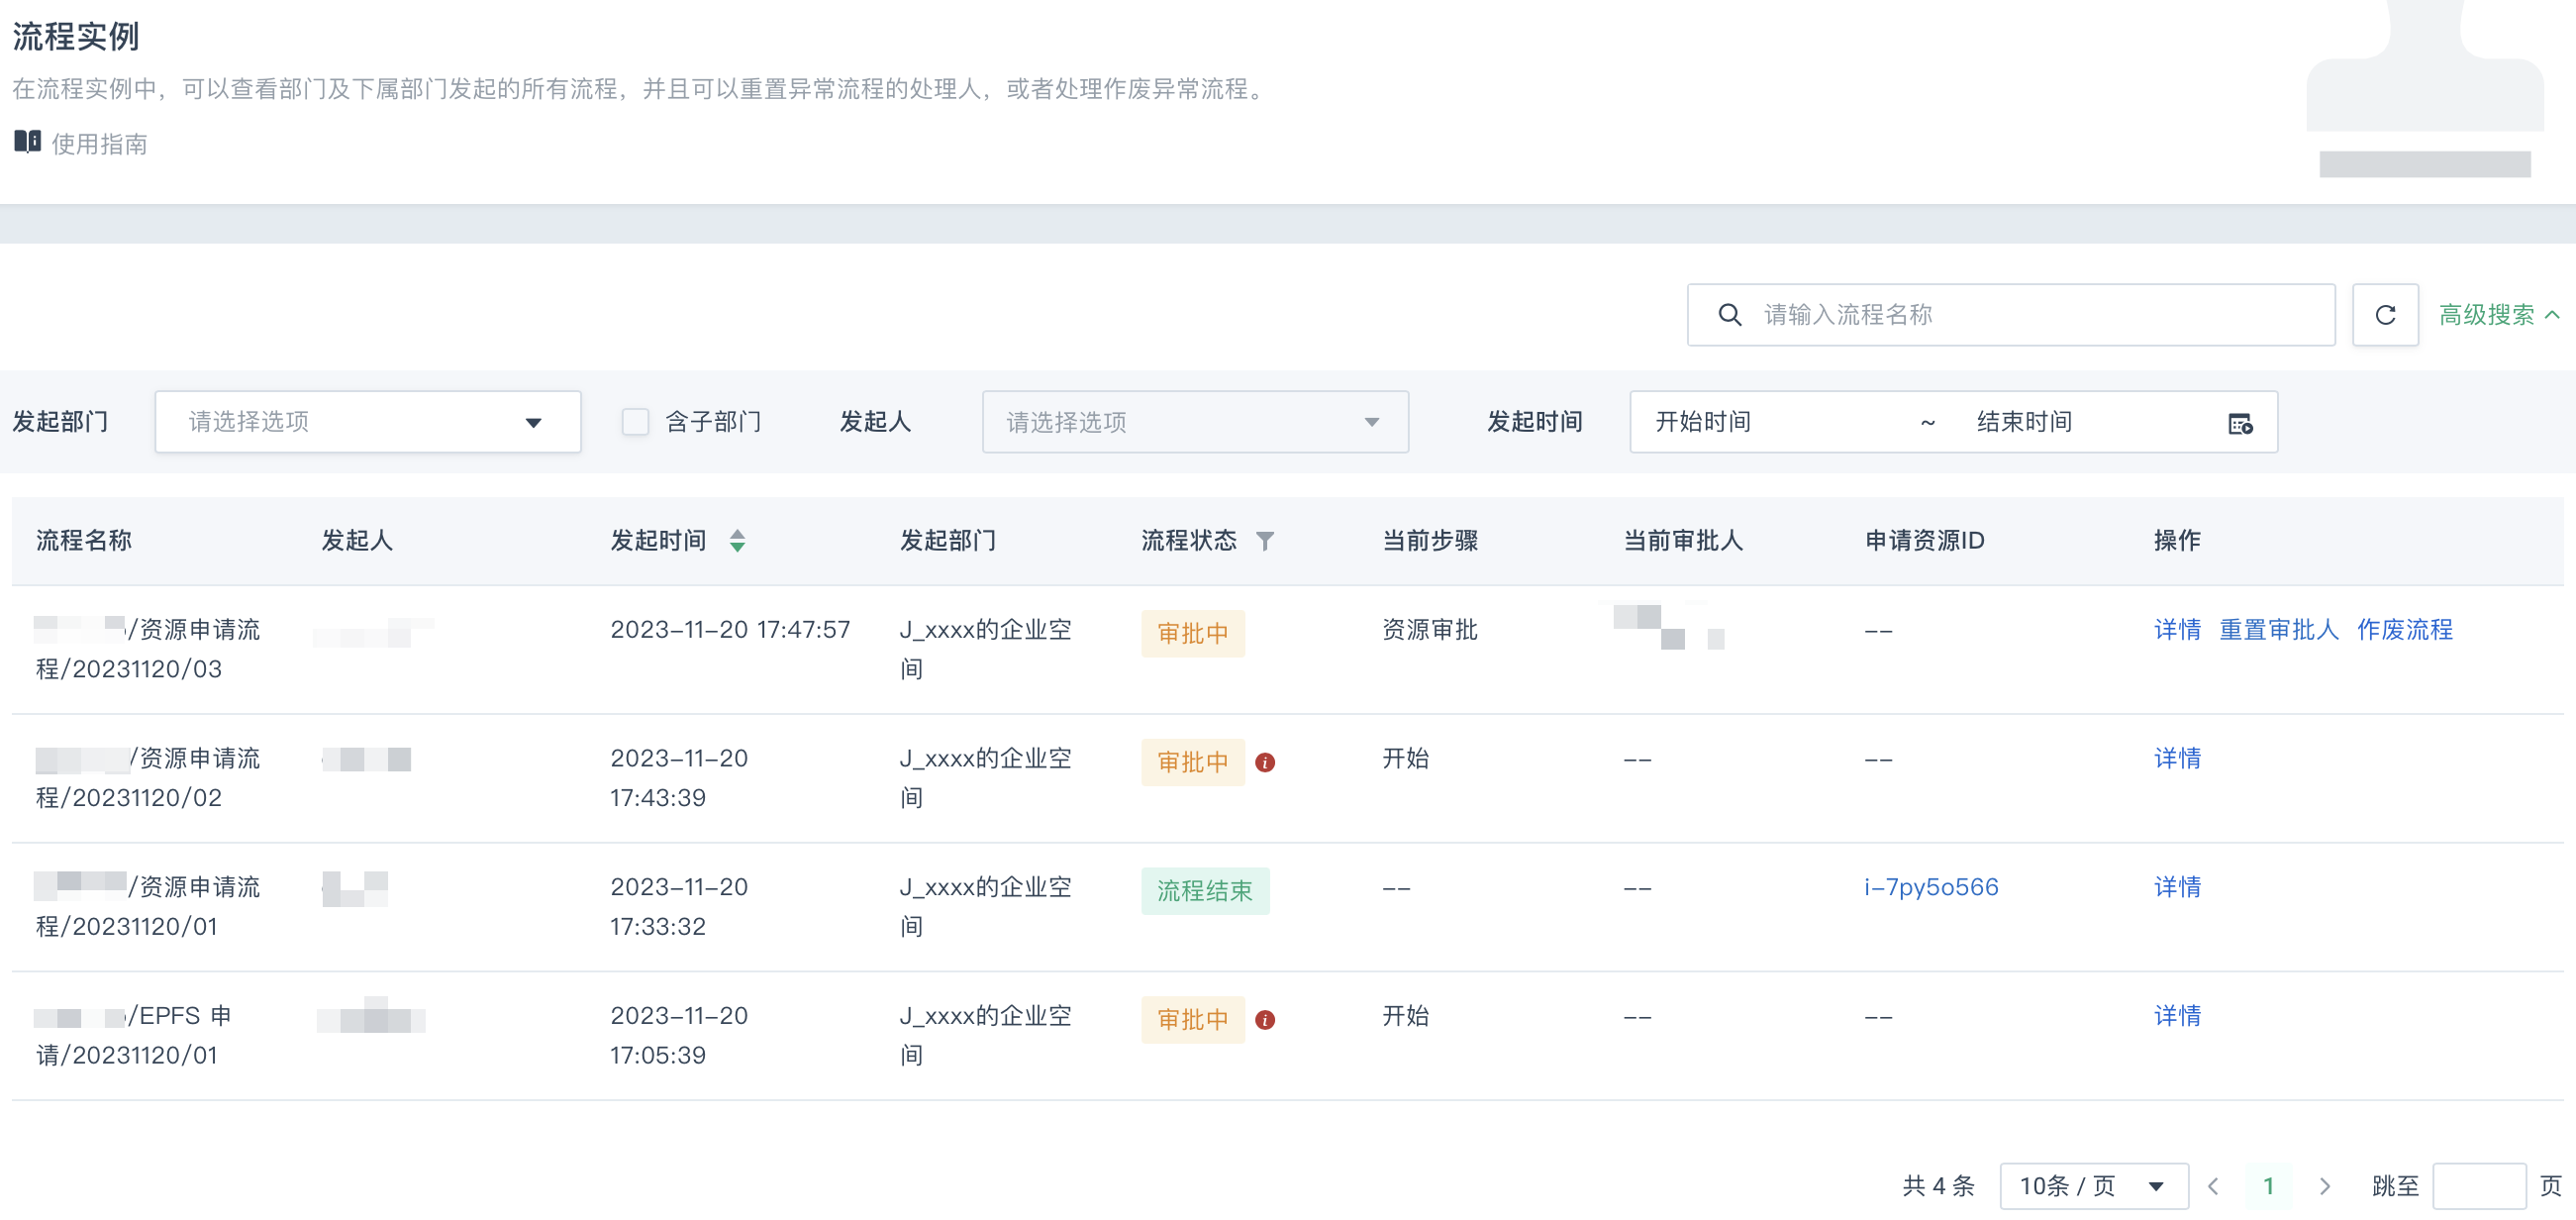 流程实例
在流程实例中，可以查看部门及下属部门发起的所有流程，并且可以重置异常流程的处理人，或者处理作废异常流程。
使用指南
请输入流程名称
高级搜索
发起部门 请选择选项 含子部门 发起人 请选择选项 发起时间 开始时间 ~ 结束时间
流程名称 发起人 发起时间 发起部门 流程状态 当前步骤 当前审批人 申请资源ID 操作
/资源申请流 2023-11-20 17:47:57 J_xxxx的企业空 审批中 资源审批 -- 详情 重置审批人 作废流程
程/20231120/03 间
/资源申请流 2023-11-20 J_xxxx的企业空 审批中 开始 -- -- 详情
程/20231120/02 17:43:39 间
/资源申请流 2023-11-20 J_xxxx的企业空 流程结束 -- -- i-7py5o566 详情
程/20231120/01 17:33:32 间
/EPFS 申 2023-11-20 J_xxxx的企业空 审批中 开始 -- -- 详情
请/20231120/01 17:05:39 间
共 4 条 10条 / 页 1 跳至 页